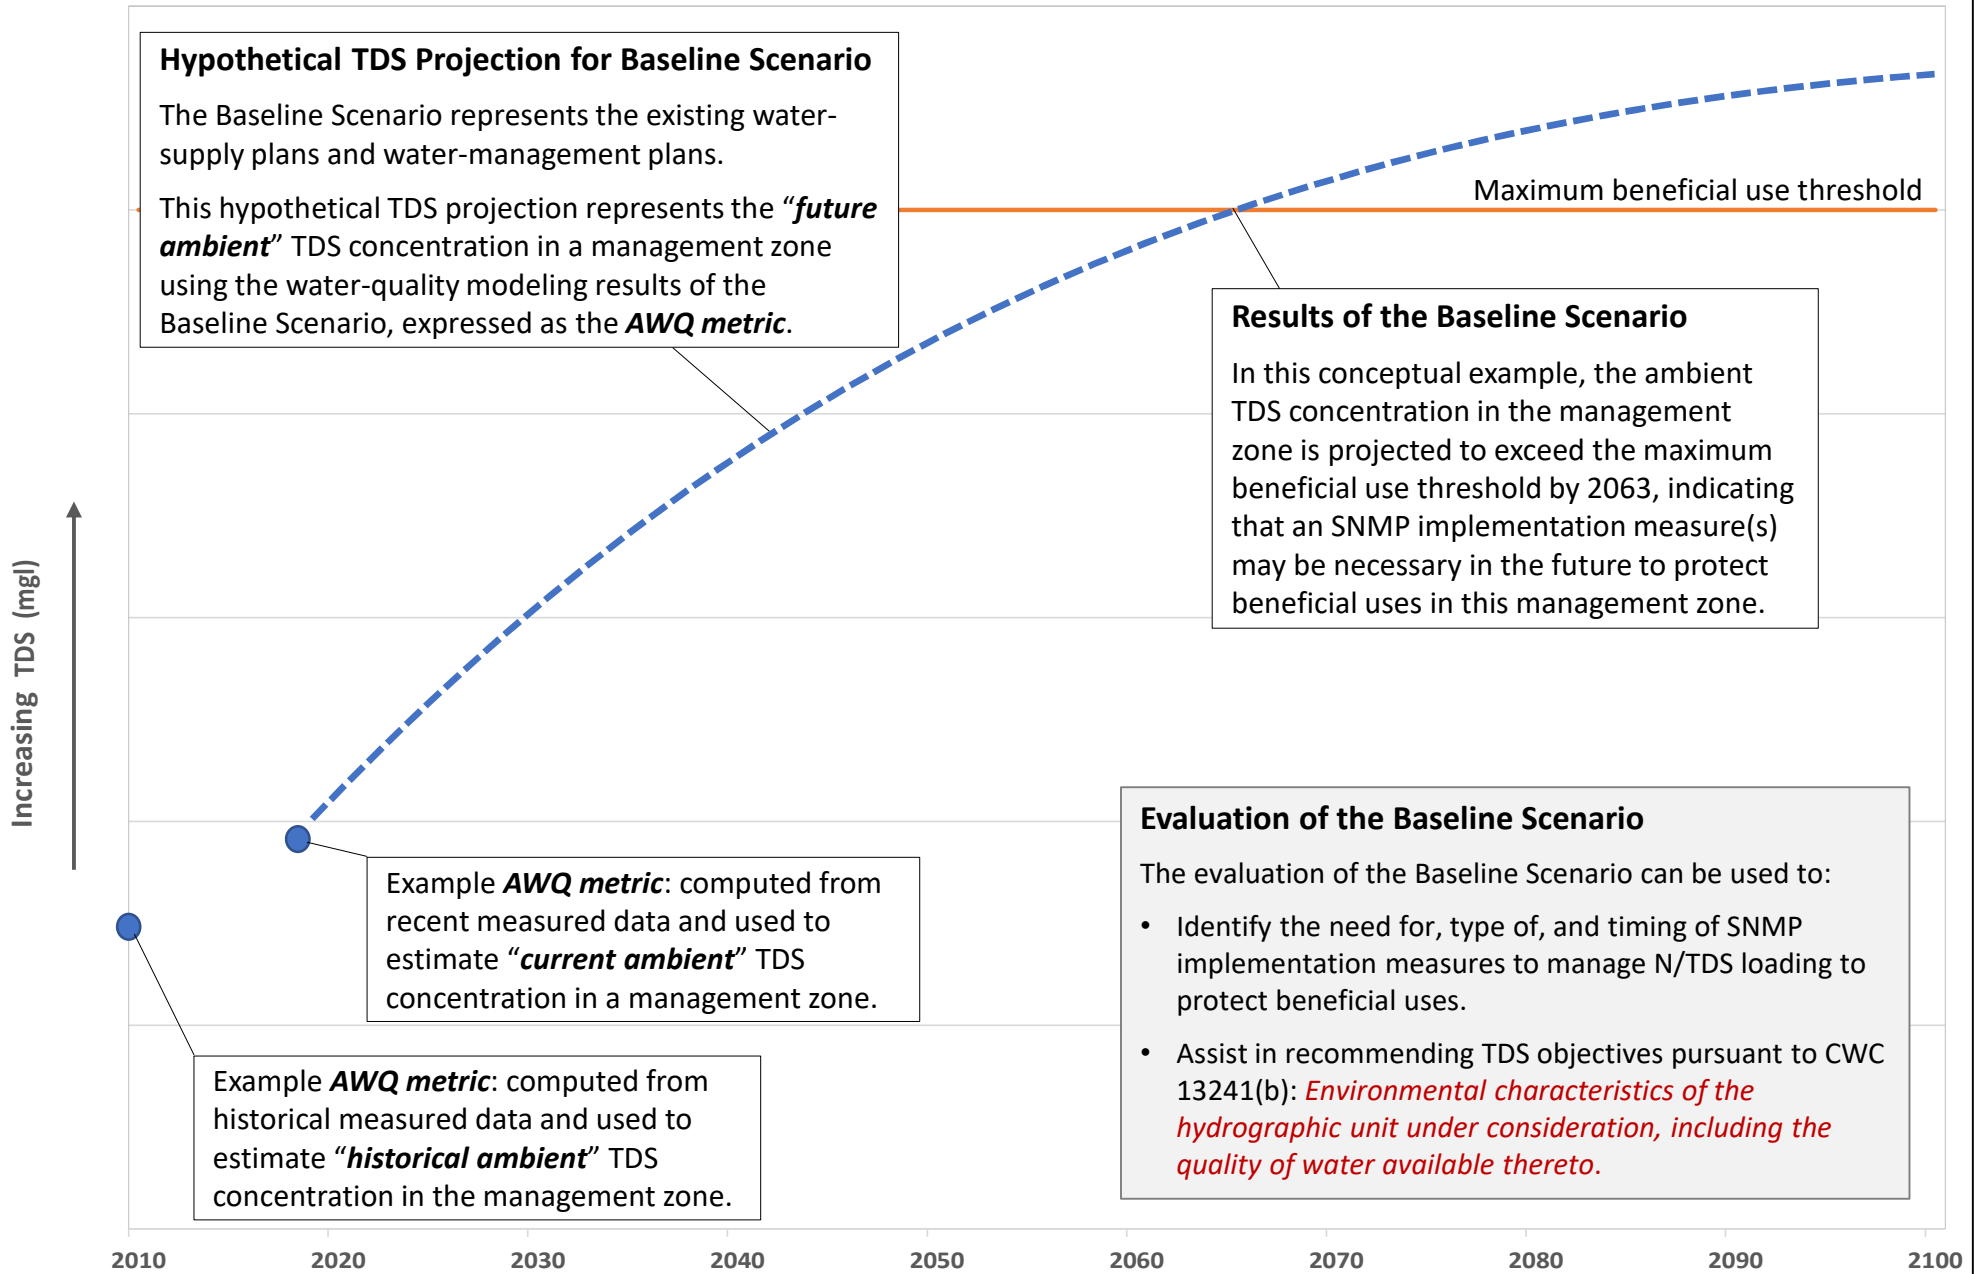 Hypothetical TDS Projection for Baseline Scenario
The Baseline Scenario represents the existing water-
supply plans and water-management plans.
This hypothetical TDS projection represents the “future
ambient” TDS concentration in a management zone
using the water-quality modeling results of the
Baseline Scenario, expressed as the AWQ metric.
Maximum beneficial use threshold
Results of the Baseline Scenario
In this conceptual example, the ambient
TDS concentration in the management
zone is projected to exceed the maximum
beneficial use threshold by 2063, indicating
that an SNMP implementation measure(s)
may be necessary in the future to protect
beneficial uses in this management zone.
Increasing TDS (mgl)
Example AWQ metric: computed from
recent measured data and used to
estimate “current ambient” TDS
concentration in a management zone.
Example AWQ metric: computed from
historical measured data and used to
estimate “historical ambient” TDS
concentration in the management zone.
Evaluation of the Baseline Scenario
The evaluation of the Baseline Scenario can be used to:
• Identify the need for, type of, and timing of SNMP
implementation measures to manage N/TDS loading to
protect beneficial uses.
• Assist in recommending TDS objectives pursuant to CWC
13241(b): Environmental characteristics of the
hydrographic unit under consideration, including the
quality of water available thereto.
2010 2020 2030 2040 2050 2060 2070 2080 2090 2100